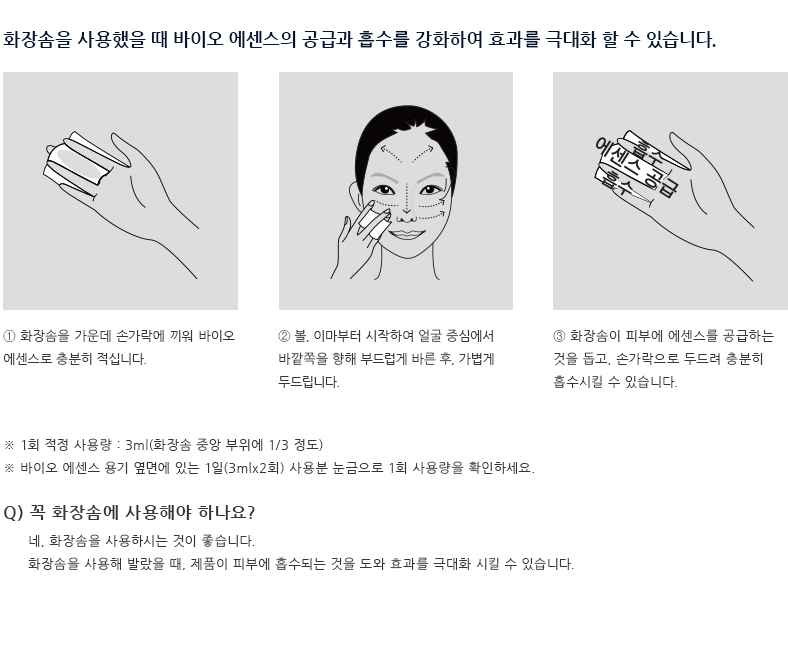 화장솜을 사용했을 때 바이오 에센스의 공급과 흡수를 강화하여 효과를 극대화 할 수 있습니다.
흡수
에센스 공급
흡수
① 화장솜을 가운데 손가락에 끼워 바이오
에센스로 충분히 적십니다.
② 볼, 이마부터 시작하여 얼굴 중심에서
바깥쪽을 향해 부드럽게 바른 후, 가볍게
두드립니다.
③ 화장솜이 피부에 에센스를 공급하는
것을 돕고, 손가락으로 두드려 충분히
흡수시킬 수 있습니다.
※ 1회 적정 사용량 : 3ml(화장솜 중앙 부위에 1/3 정도)
※ 바이오 에센스 용기 옆면에 있는 1일(3mlx2회) 사용분 눈금으로 1회 사용량을 확인하세요.
Q) 꼭 화장솜에 사용해야 하나요?
네, 화장솜을 사용하시는 것이 좋습니다.
화장솜을 사용해 발랐을 때, 제품이 피부에 흡수되는 것을 도와 효과를 극대화 시킬 수 있습니다.